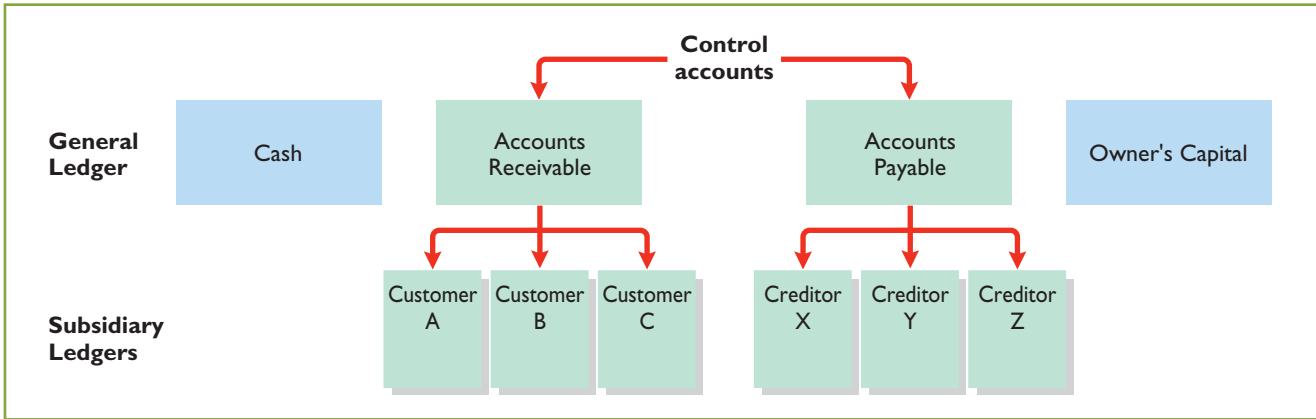 Control
accounts
General
Ledger
Cash
Accounts
Receivable
Accounts
Payable
Owner's Capital
Subsidiary
Ledgers
Customer
A
Customer
B
Customer
C
Creditor
X
Creditor
Y
Creditor
Z